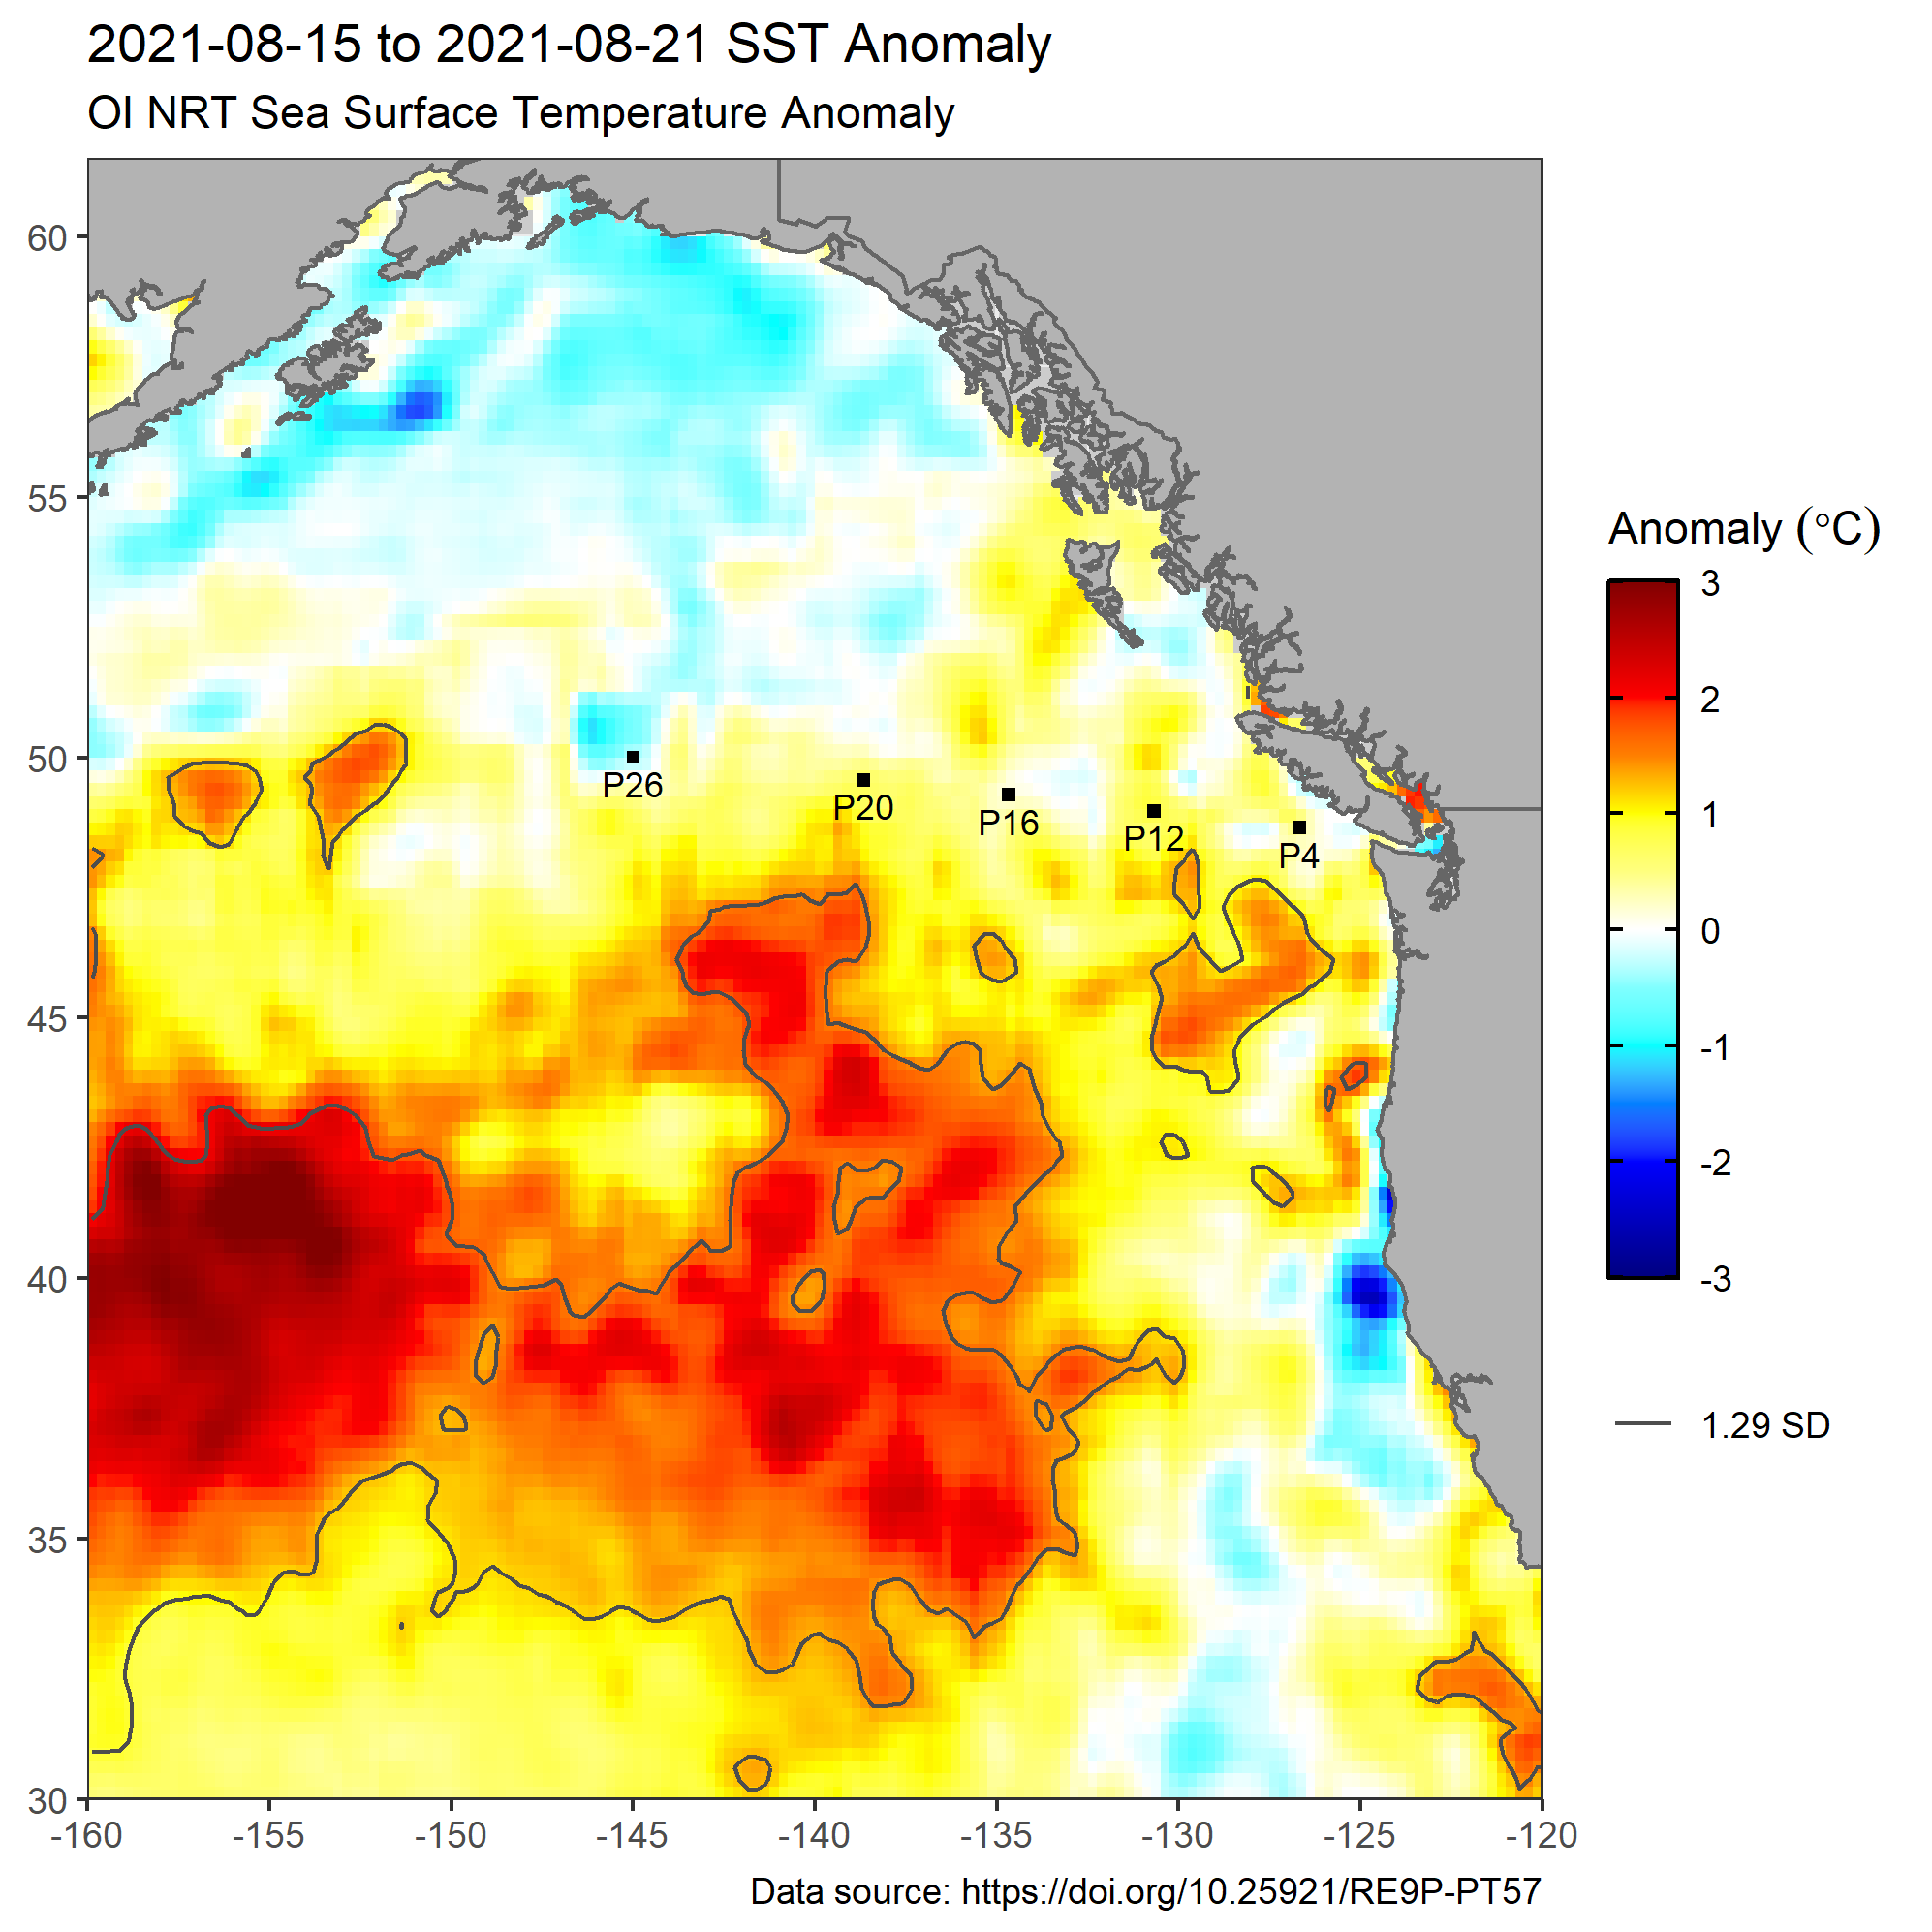 2021-08-15 to 2021-08-21 SST Anomaly
OI NRT Sea Surface Temperature Anomaly
60
55
50
45
40
35
30
-160
-155
-150
-145
-140
-135
-130
-125
-120
P26
P20
P16
P12
P4
Anomaly (°C)
3
2
1
0
-1
-2
-3
1.29 SD
Data source: https://doi.org/10.25921/RE9P-PT57